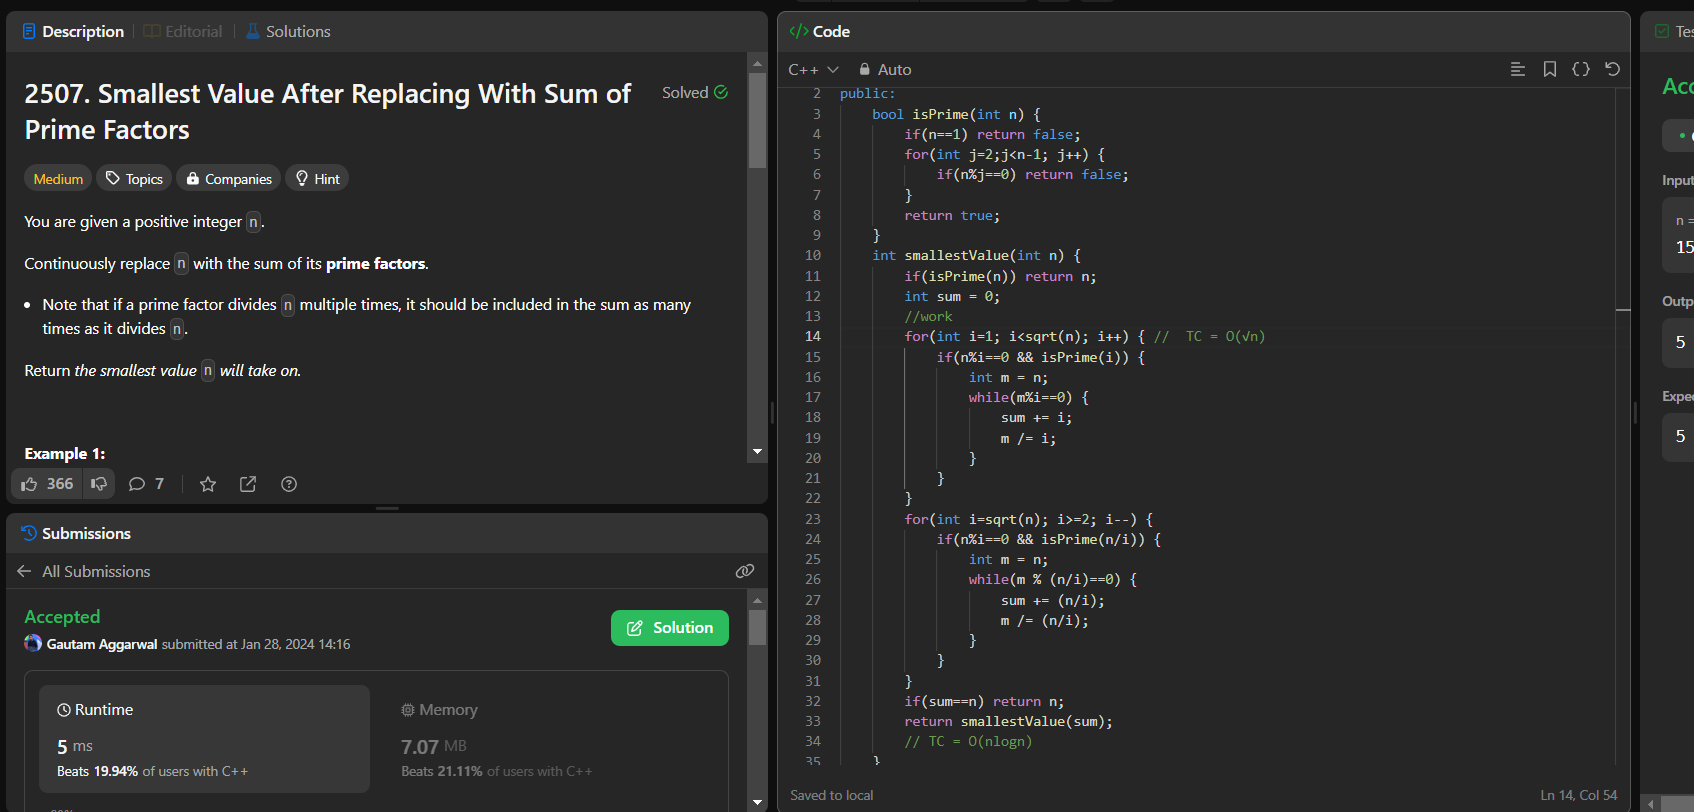 Description
Editorial
Solutions
2507. Smallest Value After Replacing With Sum of
Prime Factors
Solved
Medium
Topics
Companies
Hint
You are given a positive integer n.
Continuously replace n with the sum of its prime factors.
• Note that if a prime factor divides n multiple times, it should be included in the sum as many
times as it divides n.
Return the smallest value n will take on.
Example 1:
366
7
Submissions
All Submissions
Accepted
Gautam Aggarwal submitted at Jan 28, 2024 14:16
Solution
Runtime
5 ms
Beats 19.94% of users with C++
Memory
7.07 MB
Beats 21.11% of users with C++
</> Code
C++
Auto
2 public:
3 bool isPrime(int n) {
4 if(n==1) return false;
5 for(int j=2;j<n-1; j++) {
6 if(n%j==0) return false;
7 }
8 return true;
9 }
10 int smallestValue(int n) {
11 if(isPrime(n)) return n;
12 int sum = 0;
13 //work
14 for(int i=1; i<sqrt(n); i++) { // TC = O(√n)
15 if(n%i==0 && isPrime(i)) {
16 int m = n;
17 while(m%i==0) {
18 sum += i;
19 m /= i;
20 }
21 }
22 }
23 for(int i=sqrt(n); i>=2; i--) {
24 if(n%i==0 && isPrime(n/i)) {
25 int m = n;
26 while(m % (n/i)==0) {
27 sum += (n/i);
28 m /= (n/i);
29 }
30 }
31 }
32 if(sum==n) return n;
33 return smallestValue(sum);
34 // TC = O(nlogn)
35 }
Saved to local
Ln 14, Col 54
Tes
Acc
Input
n =
15
Outp
5
Expe
5